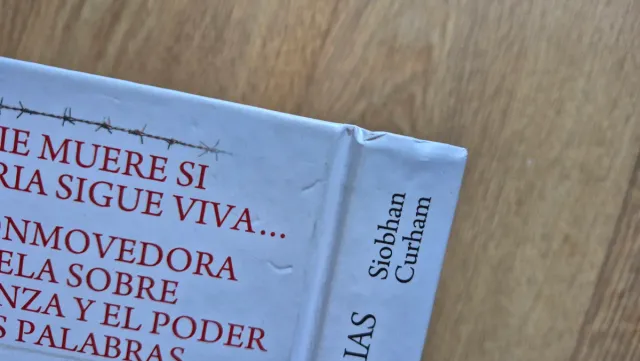 IE MUERE SI
RIA SIGUE VIVA...
ONMOVEDORA
ELA SOBRE
NZA Y EL PODER
S PALABRAS
Siobhan
Curham
IAS